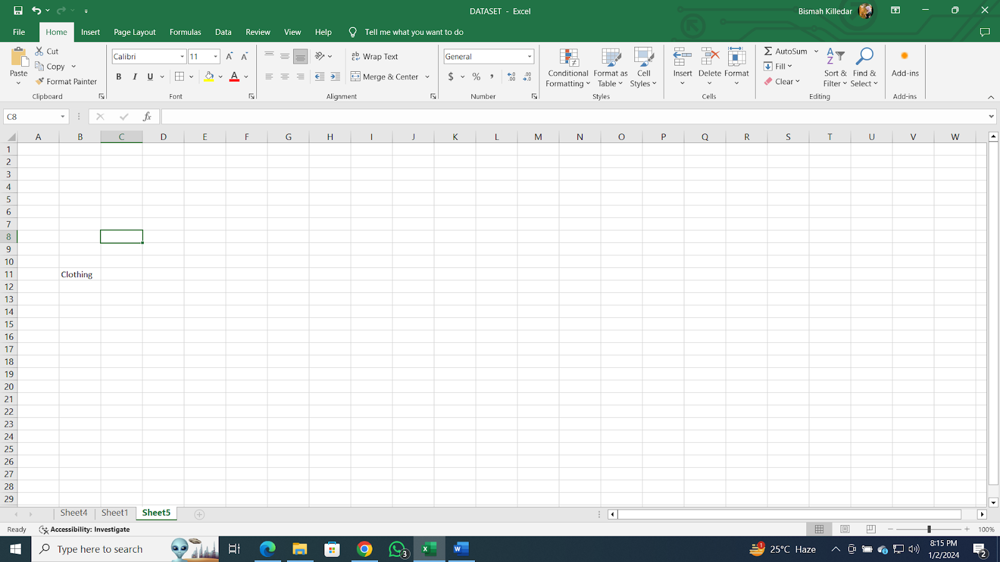 DATASET - Excel
Bismah Killedar
File Home Insert Page Layout Formulas Data Review View Help Tell me what you want to do
Paste
Cut
Copy
Format Painter
Clipboard
Calibri 11
B I U A
Font
ab Wrap Text
Merge & Center
Alignment
General
$ % ,
Number
Conditional Formatting
Format as Table
Cell Styles
Styles
Insert
Delete
Format
Cells
AutoSum
Fill
Clear
Sort & Filter
Find & Select
Editing
Add-ins
Add-ins
C8 fx
A B C D E F G H I J K L M N O P Q R S T U V W
1
2
3
4
5
6
7
8
9
10
11 Clothing
12
13
14
15
16
17
18
19
20
21
22
23
24
25
26
27
28
29
Sheet4 Sheet1 Sheet5
Ready Accessibility: Investigate 100%
Type here to search
3
1
25°C Haze
8:15 PM
1/2/2024
2